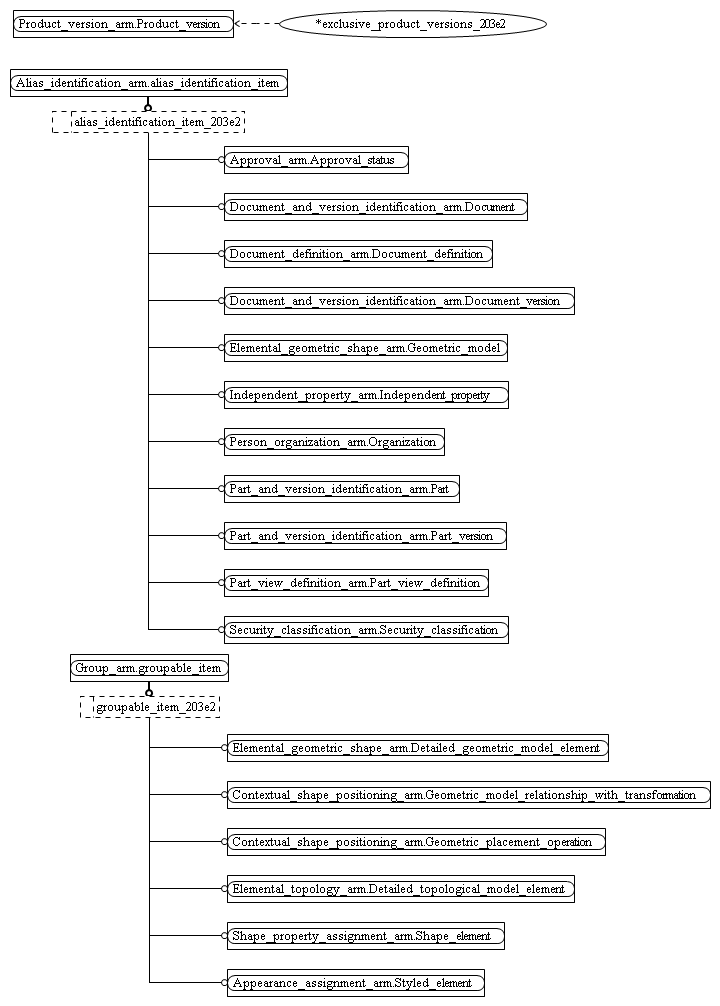 Product_version_arm.Product_version
*exclusive_product_versions_203e2
Alias_identification_arm.alias_identification_item
alias_identification_item_203e2
Approval_arm.Approval_status
Document_and_version_identification_arm.Document
Document_definition_arm.Document_definition
Document_and_version_identification_arm.Document_version
Elemental_geometric_shape_arm.Geometric_model
Independent_property_arm.Independent_property
Person_organization_arm.Organization
Part_and_version_identification_arm.Part
Part_and_version_identification_arm.Part_version
Part_view_definition_arm.Part_view_definition
Security_classification_arm.Security_classification
Group_arm.groupable_item
groupable_item_203e2
Elemental_geometric_shape_arm.Detailed_geometric_model_element
Contextual_shape_positioning_arm.Geometric_model_relationship_with_transformation
Contextual_shape_positioning_arm.Geometric_placement_operation
Elemental_topology_arm.Detailed_topological_model_element
Shape_property_assignment_arm.Shape_element
Appearance_assignment_arm.Styled_element